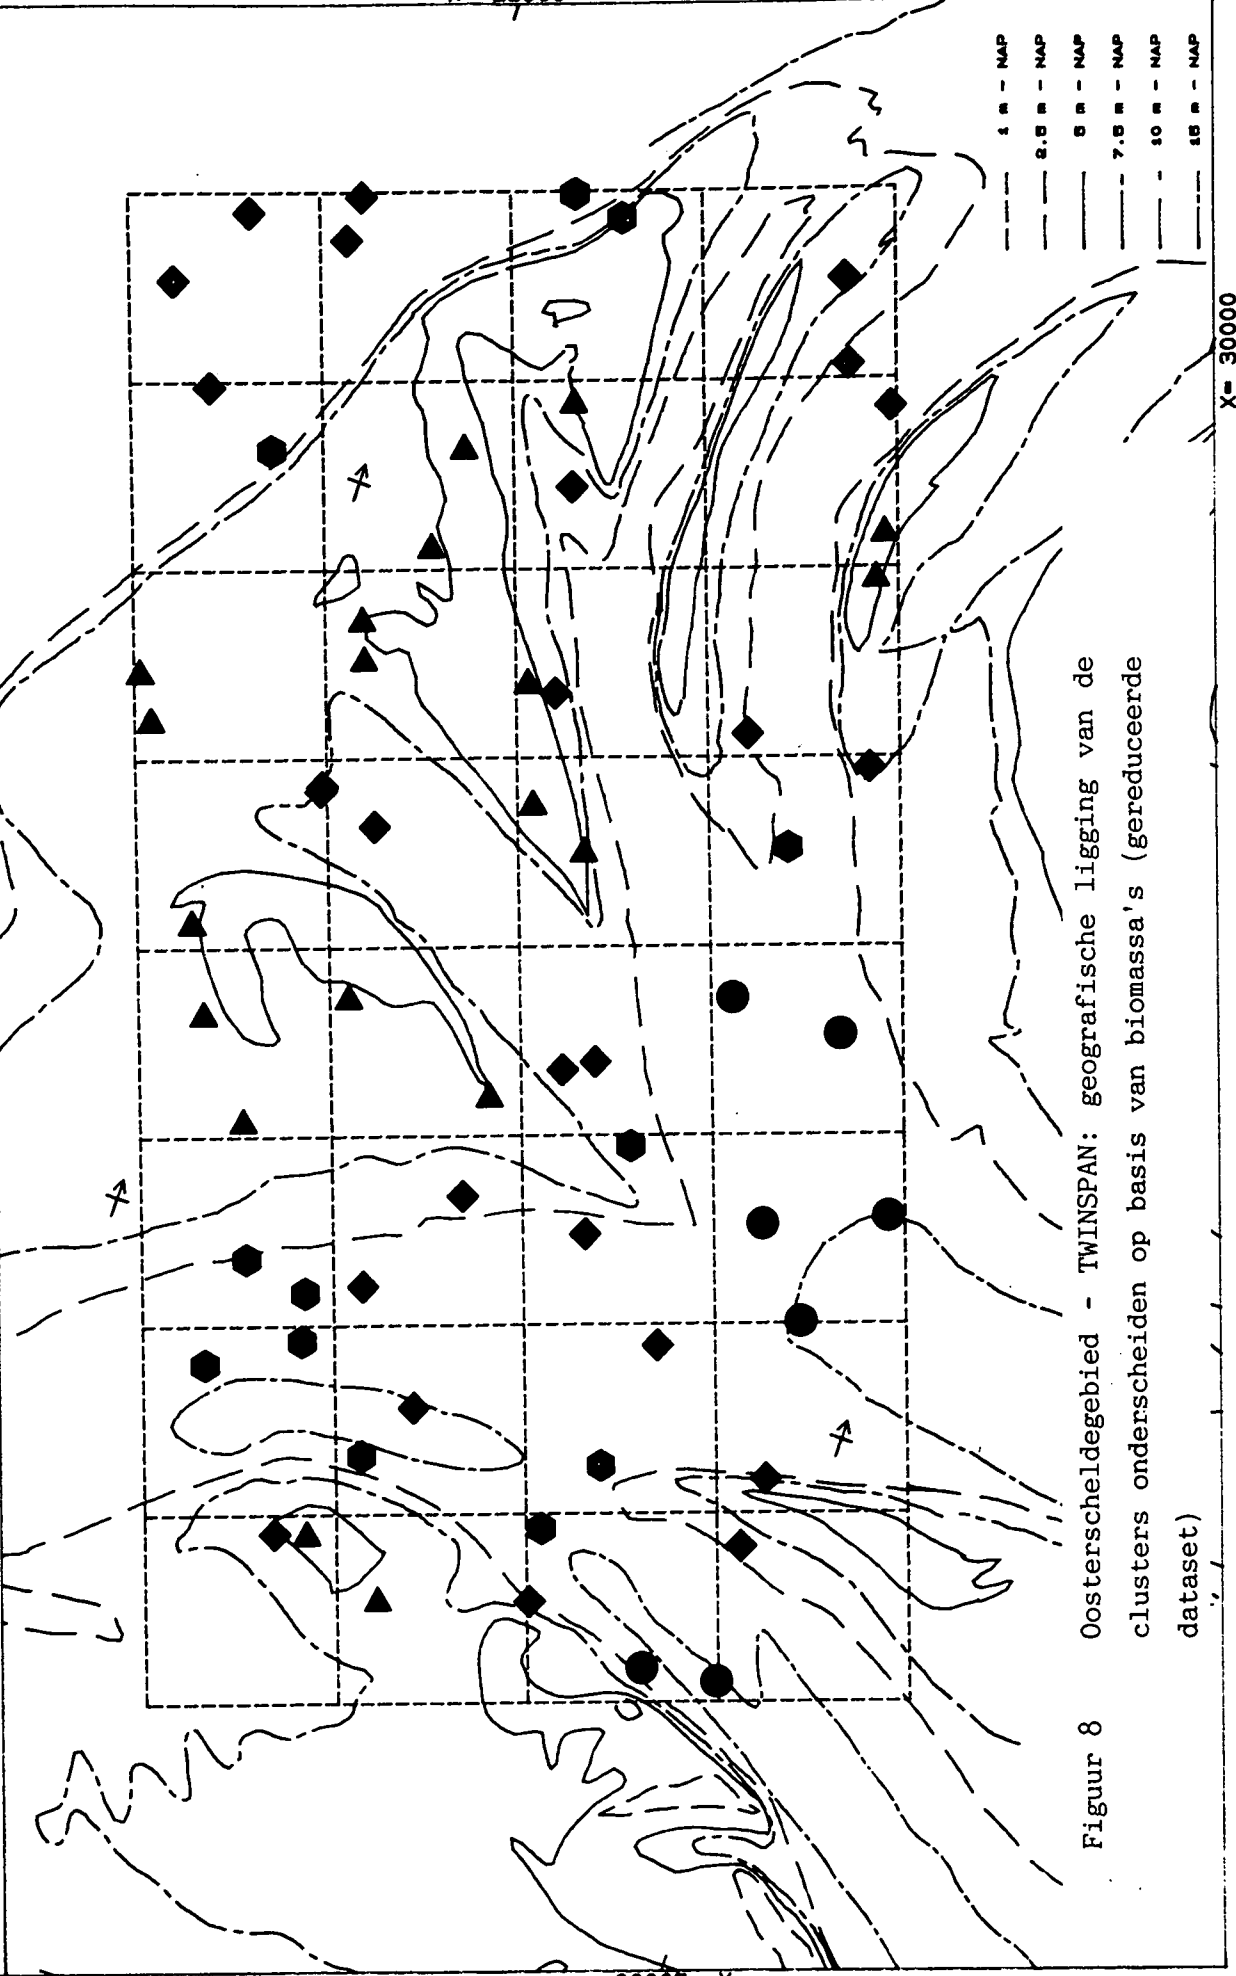 1 m - NAP
2.5 m - NAP
5 m - NAP
7.5 m - NAP
10 m - NAP
15 m - NAP
X= 30000
Figuur 8 Oosterscheldegebied - TWINSPAN: geografische ligging van de
clusters onderscheiden op basis van biomassa's (gereduceerde
dataset)